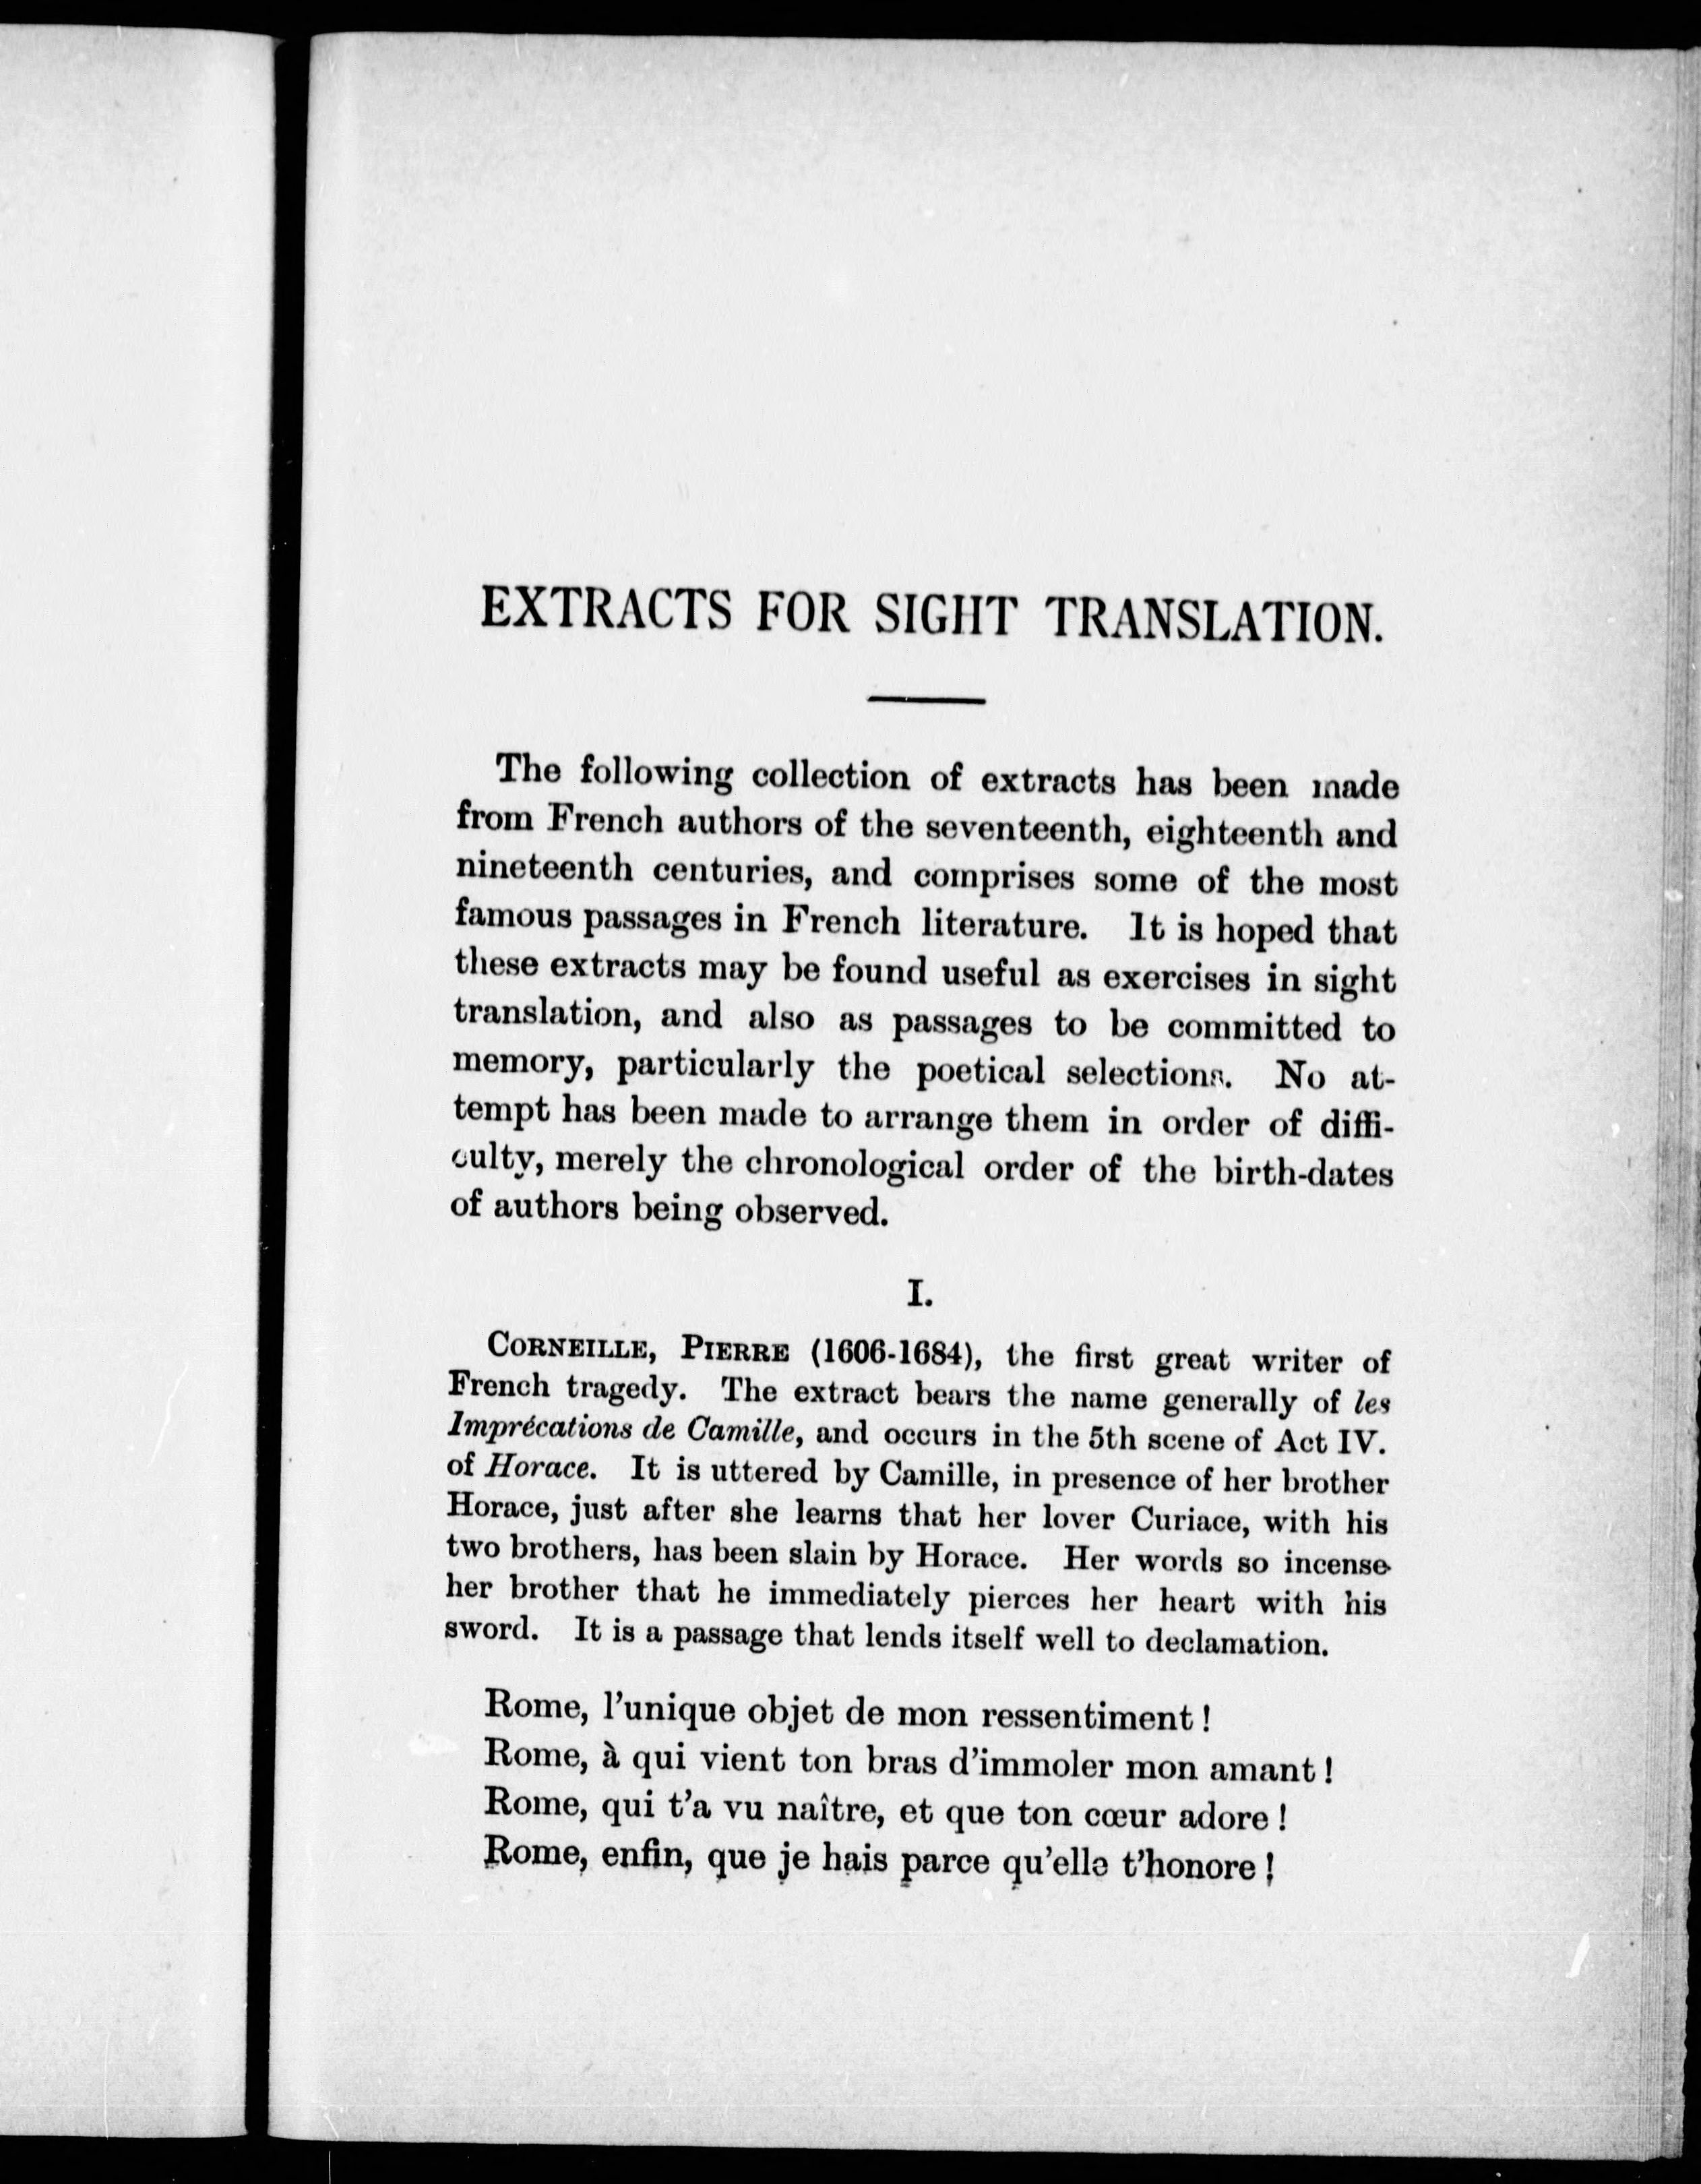 EXTRACTS FOR SIGHT TRANSLATION.
The following collection of extracts has been made
from French authors of the seventeenth, eighteenth and
nineteenth centuries, and comprises some of the most
famous passages in French literature. It is hoped that
these extracts may be found useful as exercises in sight
translation, and also as passages to be committed to
memory, particularly the poetical selections. No at-
tempt has been made to arrange them in order of diffi-
culty, merely the chronological order of the birth-dates
of authors being observed.
I.
CORNEILLE, PIERRE (1606-1684), the first great writer of
French tragedy. The extract bears the name generally of les
Imprécations de Camille, and occurs in the 5th scene of Act IV.
of Horace. It is uttered by Camille, in presence of her brother
Horace, just after she learns that her lover Curiace, with his
two brothers, has been slain by Horace. Her words so incense
her brother that he immediately pierces her heart with his
sword. It is a passage that lends itself well to declamation.
Rome, l'unique objet de mon ressentiment !
Rome, à qui vient ton bras d'immoler mon amant !
Rome, qui t'a vu naître, et que ton cœur adore !
Rome, enfin, que je hais parce qu'elle t'honore !